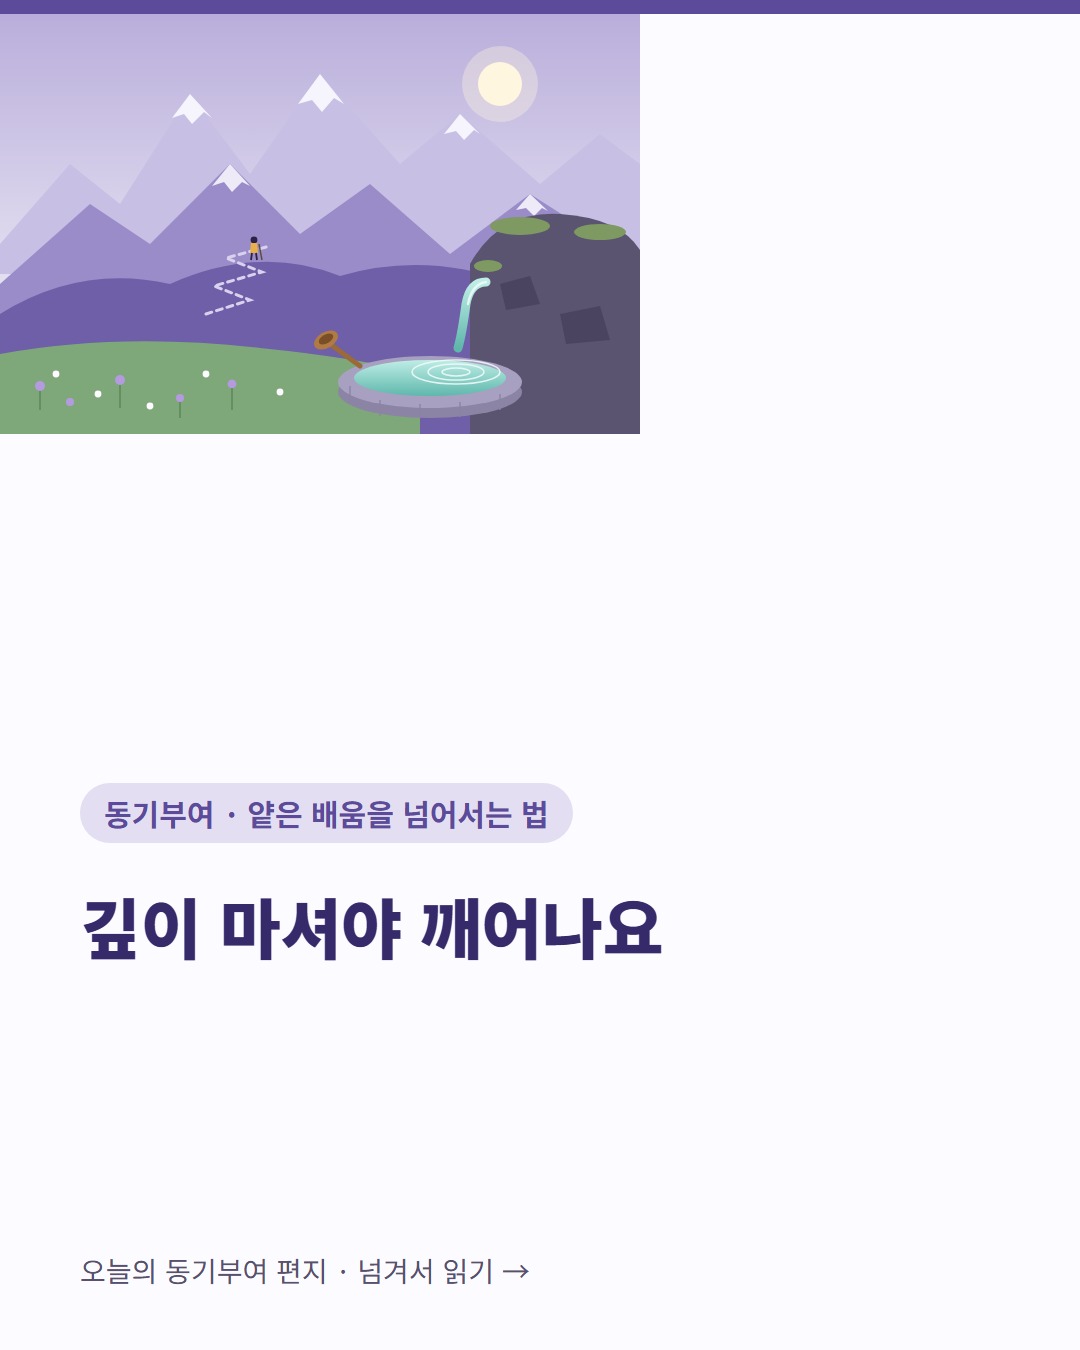 동기부여 · 얕은 배움을 넘어서는 법
깊이 마셔야 깨어나요
오늘의 동기부여 편지 · 넘겨서 읽기 →